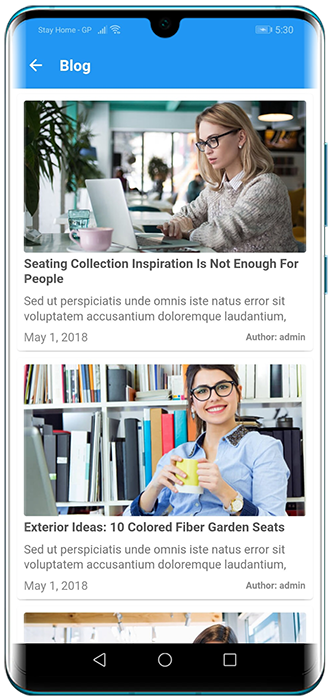 Stay Home - GP
5:30
Blog
Seating Collection Inspiration Is Not Enough For
People
Sed ut perspiciatis unde omnis iste natus error sit
voluptatem accusantium doloremque laudantium,
May 1, 2018 Author: admin
Exterior Ideas: 10 Colored Fiber Garden Seats
Sed ut perspiciatis unde omnis iste natus error sit
voluptatem accusantium doloremque laudantium,
May 1, 2018 Author: admin